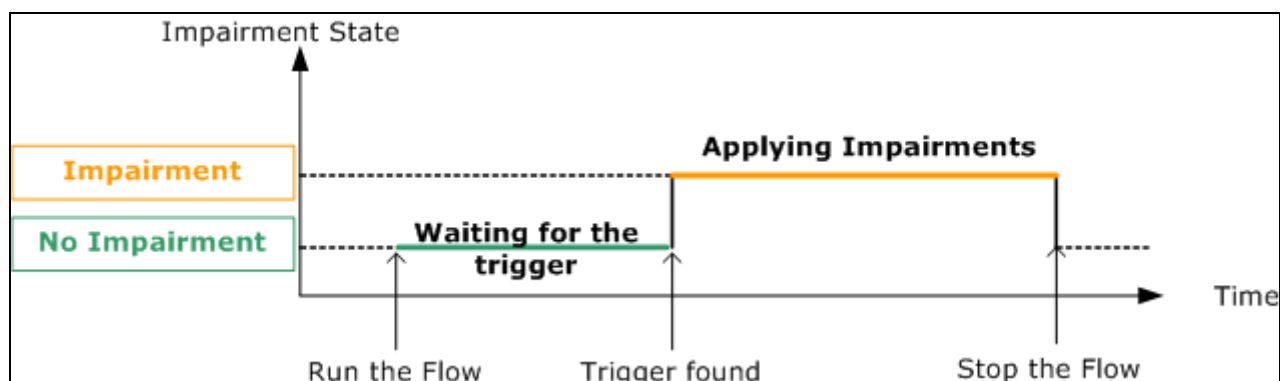 Impairment State
Applying Impairments
Impairment
No Impairment
Waiting for the
trigger
Time
Run the Flow
Trigger found
Stop the Flow